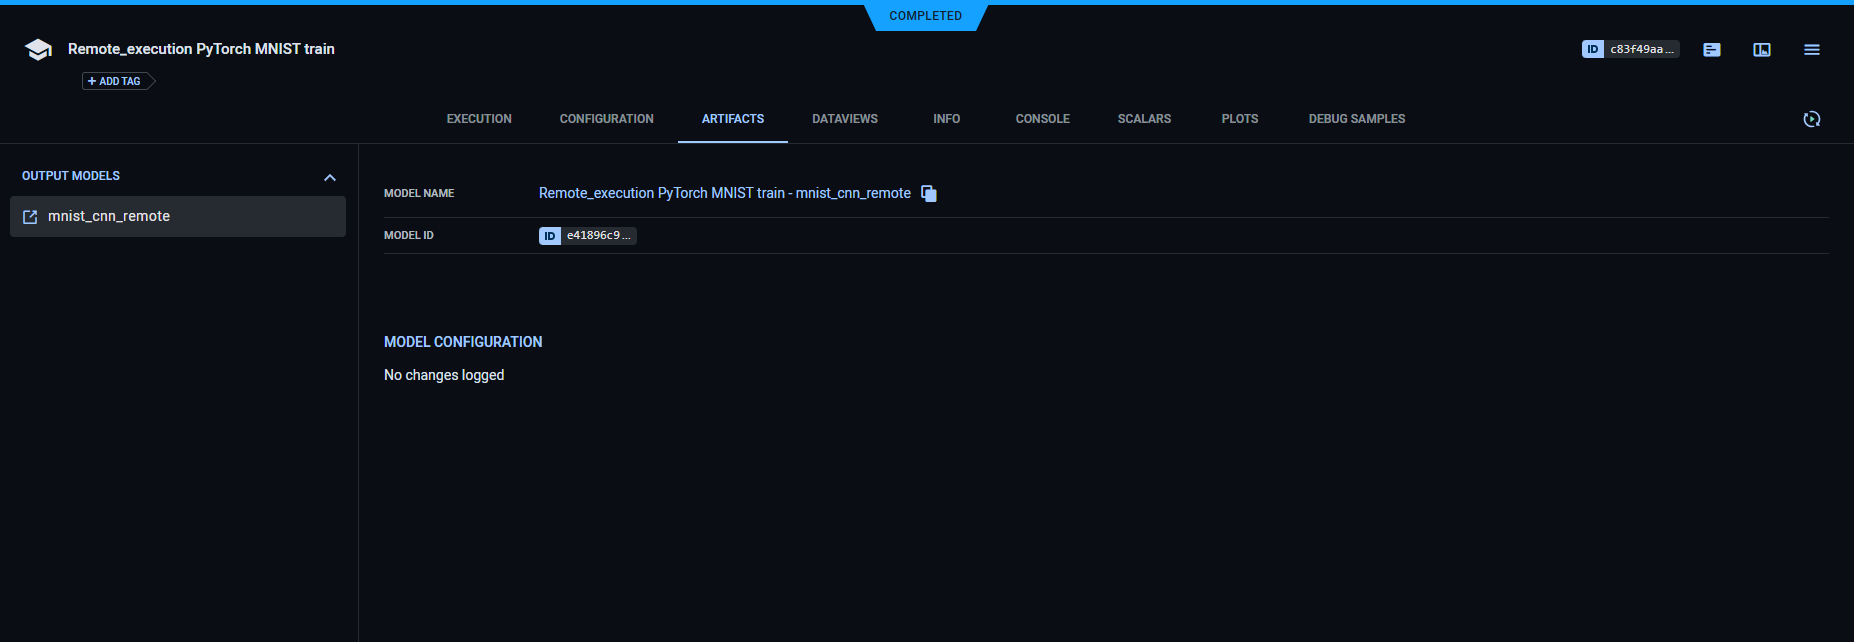 COMPLETED
Remote_execution PyTorch MNIST train
ID c83f49aa...
+ ADD TAG
EXECUTION CONFIGURATION ARTIFACTS DATAVIEWS INFO CONSOLE SCALARS PLOTS DEBUG SAMPLES
OUTPUT MODELS
mnist_cnn_remote
MODEL NAME Remote_execution PyTorch MNIST train - mnist_cnn_remote
MODEL ID ID e41896c9...
MODEL CONFIGURATION
No changes logged